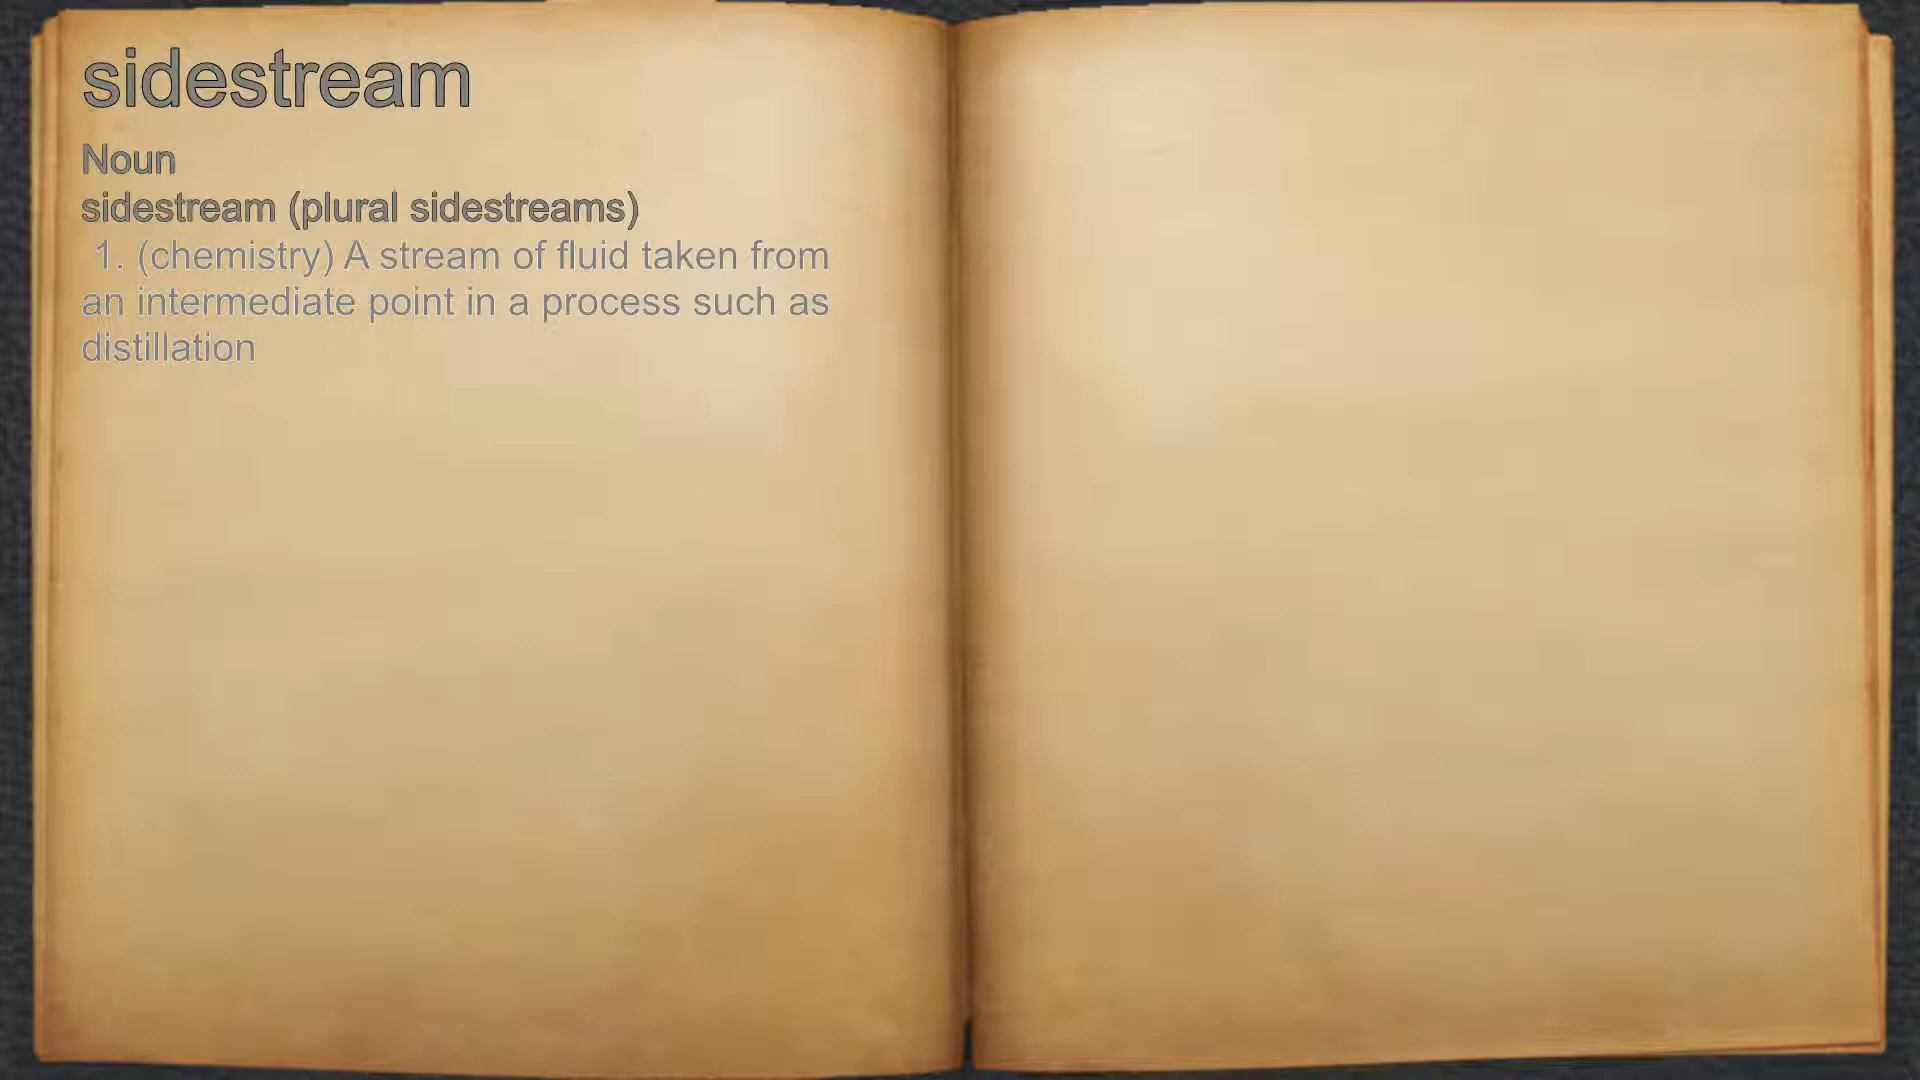 sidestream
Noun
sidestream (plural sidestreams)
1. (chemistry) A stream of fluid taken from
an intermediate point in a process such as
distillation